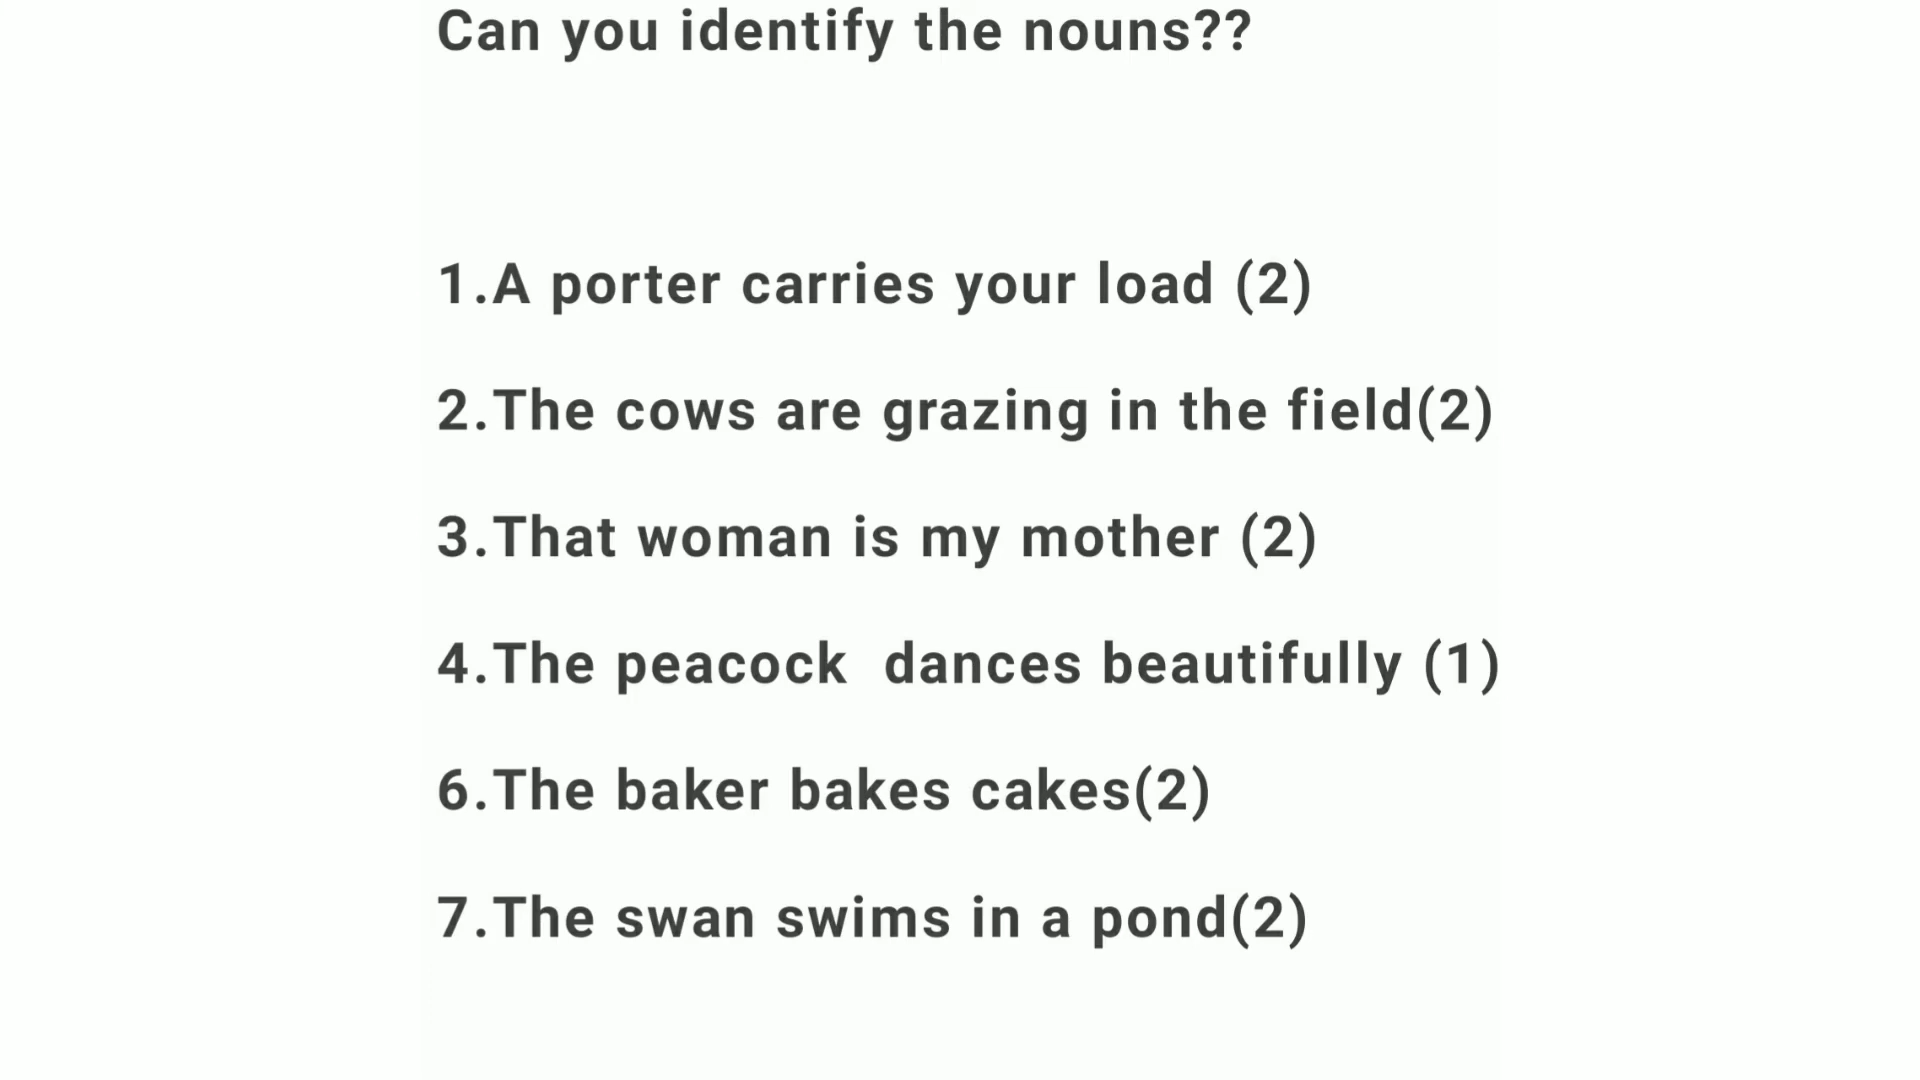 Can you identify the nouns??
1.A porter carries your load (2)
2.The cows are grazing in the field(2)
3.That woman is my mother (2)
4.The peacock  dances beautifully (1)
6.The baker bakes cakes(2)
7.The swan swims in a pond(2)